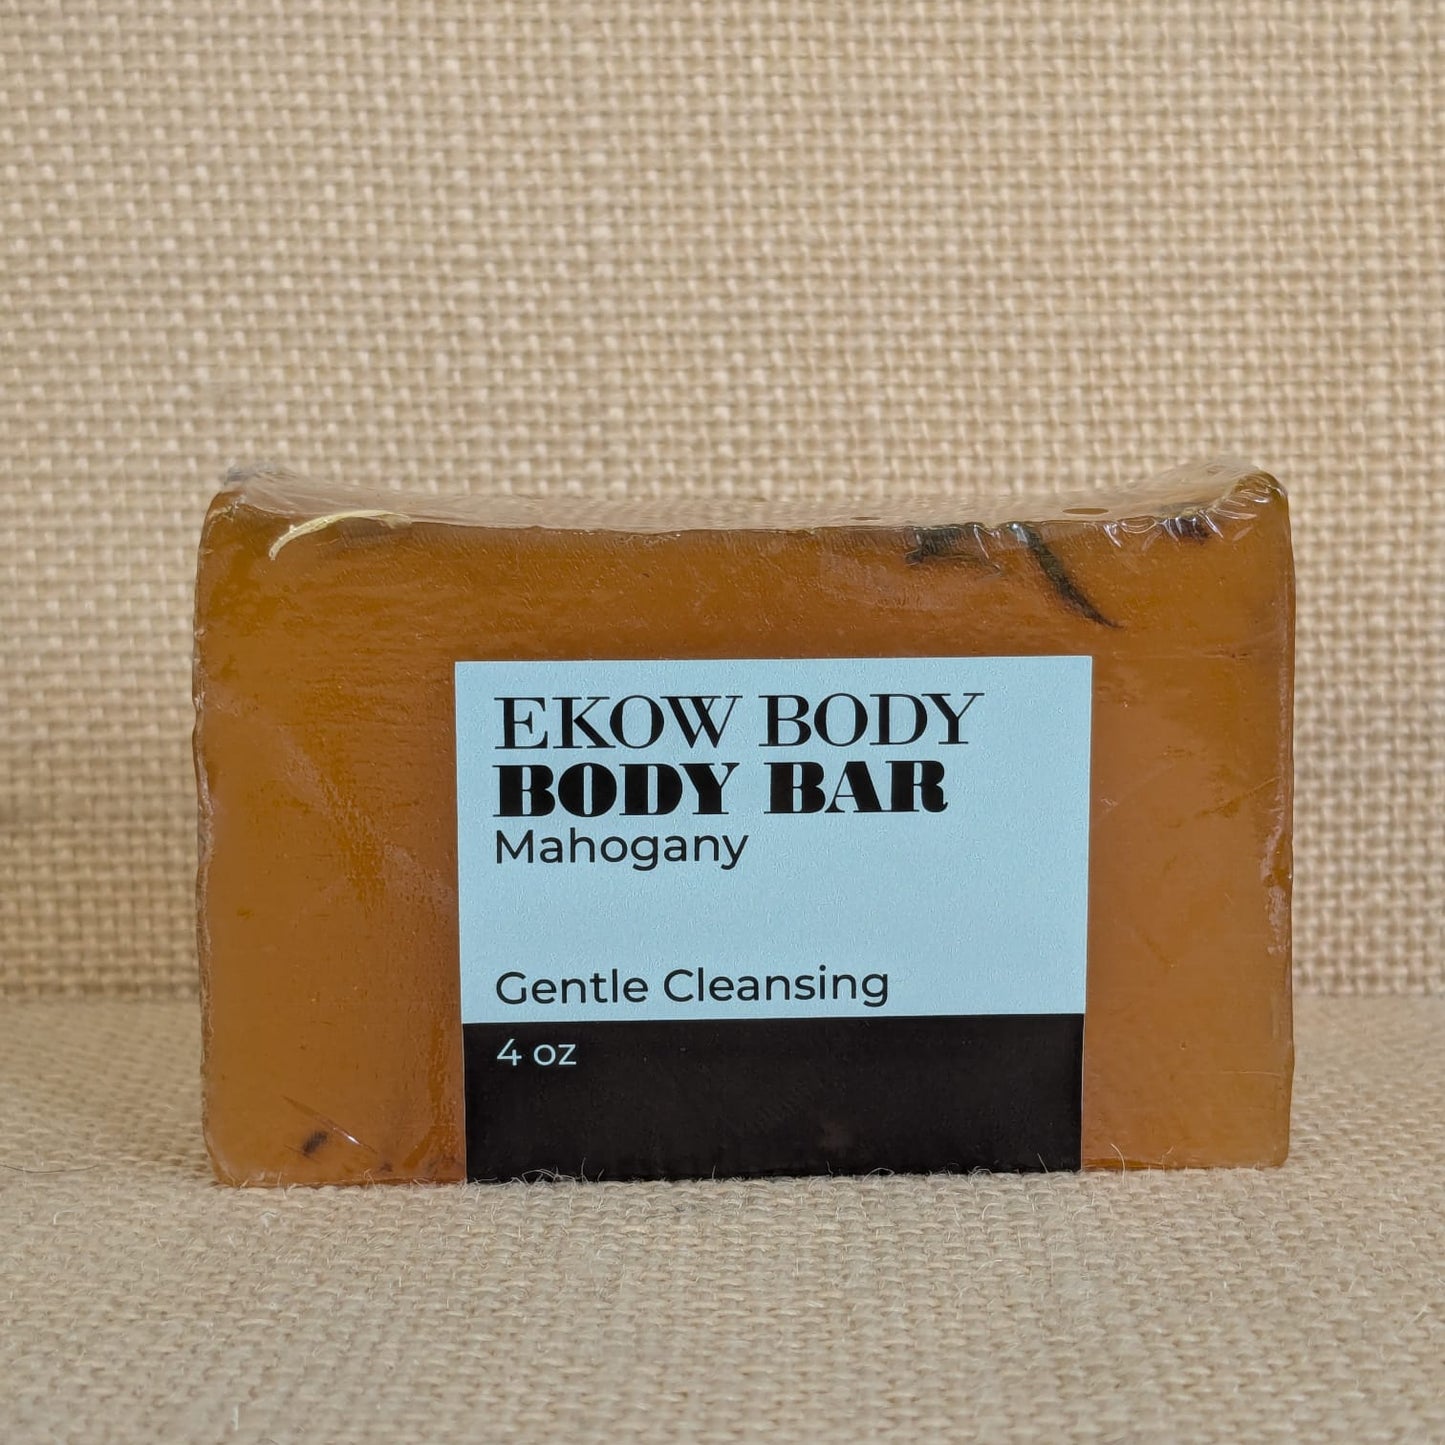 EKOW BODY
BODY BAR
Mahogany
Gentle Cleansing
4 oz